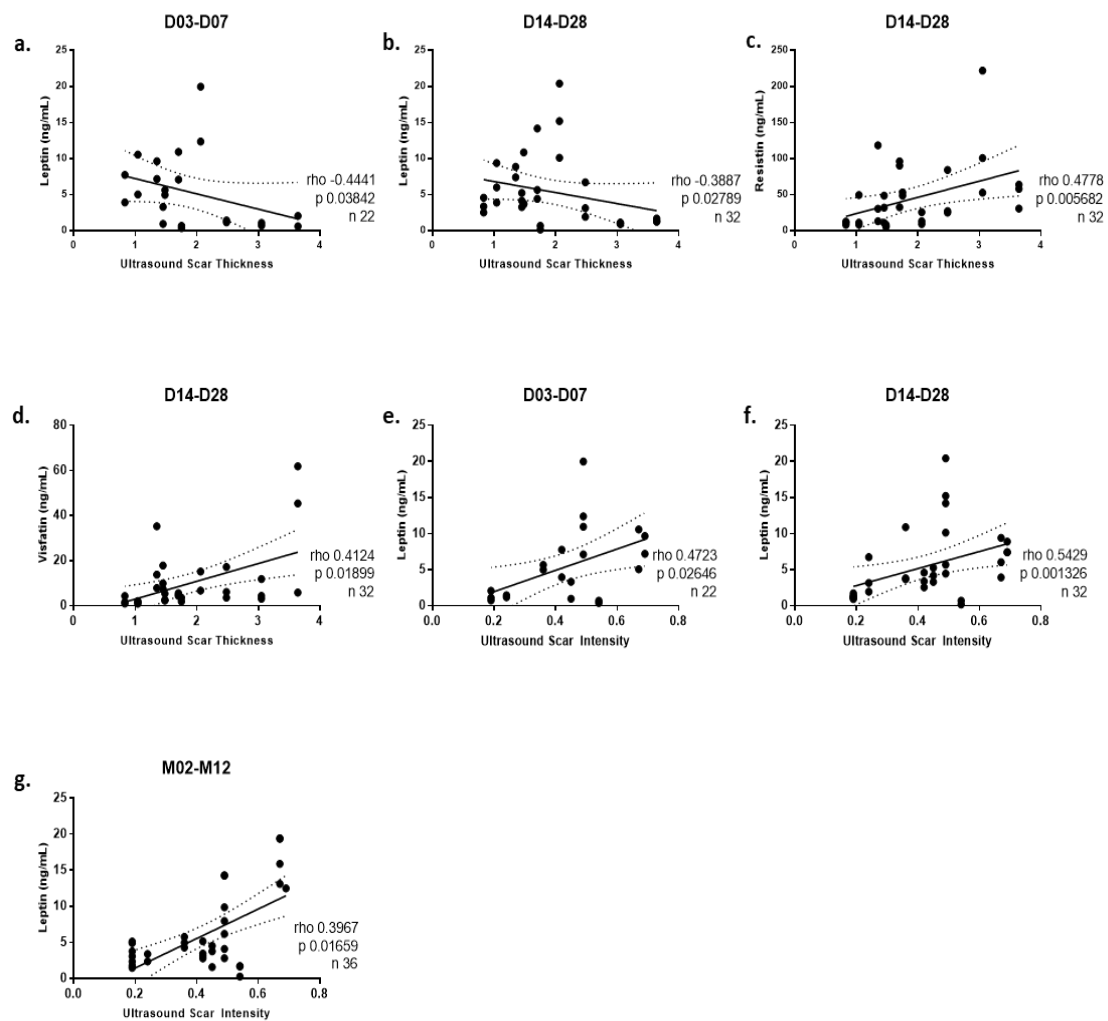 a.
D03-D07
Leptin (ng/mL)
25
20
15
10
5
0
0
1
2
3
4
Ultrasound Scar Thickness
rho -0.4441
p 0.03842
n 22
b.
D14-D28
Leptin (ng/mL)
25
20
15
10
5
0
0
1
2
3
4
Ultrasound Scar Thickness
rho -0.3887
p 0.02789
n 32
c.
D14-D28
Resistin (ng/mL)
250
200
150
100
50
0
0
1
2
3
4
Ultrasound Scar Thickness
rho 0.4778
p 0.005682
n 32
d.
D14-D28
Visfatin (ng/mL)
80
60
40
20
0
0
1
2
3
4
Ultrasound Scar Thickness
rho 0.4124
p 0.01899
n 32
e.
D03-D07
Leptin (ng/mL)
25
20
15
10
5
0
0.0
0.2
0.4
0.6
0.8
Ultrasound Scar Intensity
rho 0.4723
p 0.02646
n 22
f.
D14-D28
Leptin (ng/mL)
25
20
15
10
5
0
0.0
0.2
0.4
0.6
0.8
Ultrasound Scar Intensity
rho 0.5429
p 0.001326
n 32
g.
M02-M12
Leptin (ng/mL)
25
20
15
10
5
0
0.0
0.2
0.4
0.6
0.8
Ultrasound Scar Intensity
rho 0.3967
p 0.01659
n 36